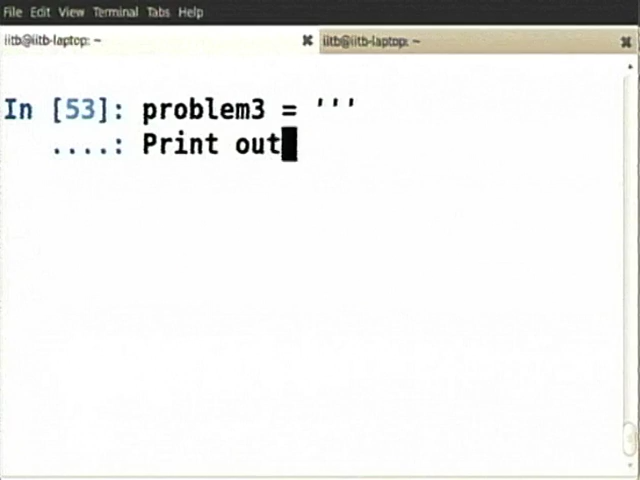 File Edit View Terminal Tabs Help
iitb@iitb-laptop: ~ ✖ iitb@iitb-laptop: ~ ✖
In [53]: problem3 = '''
....: Print out